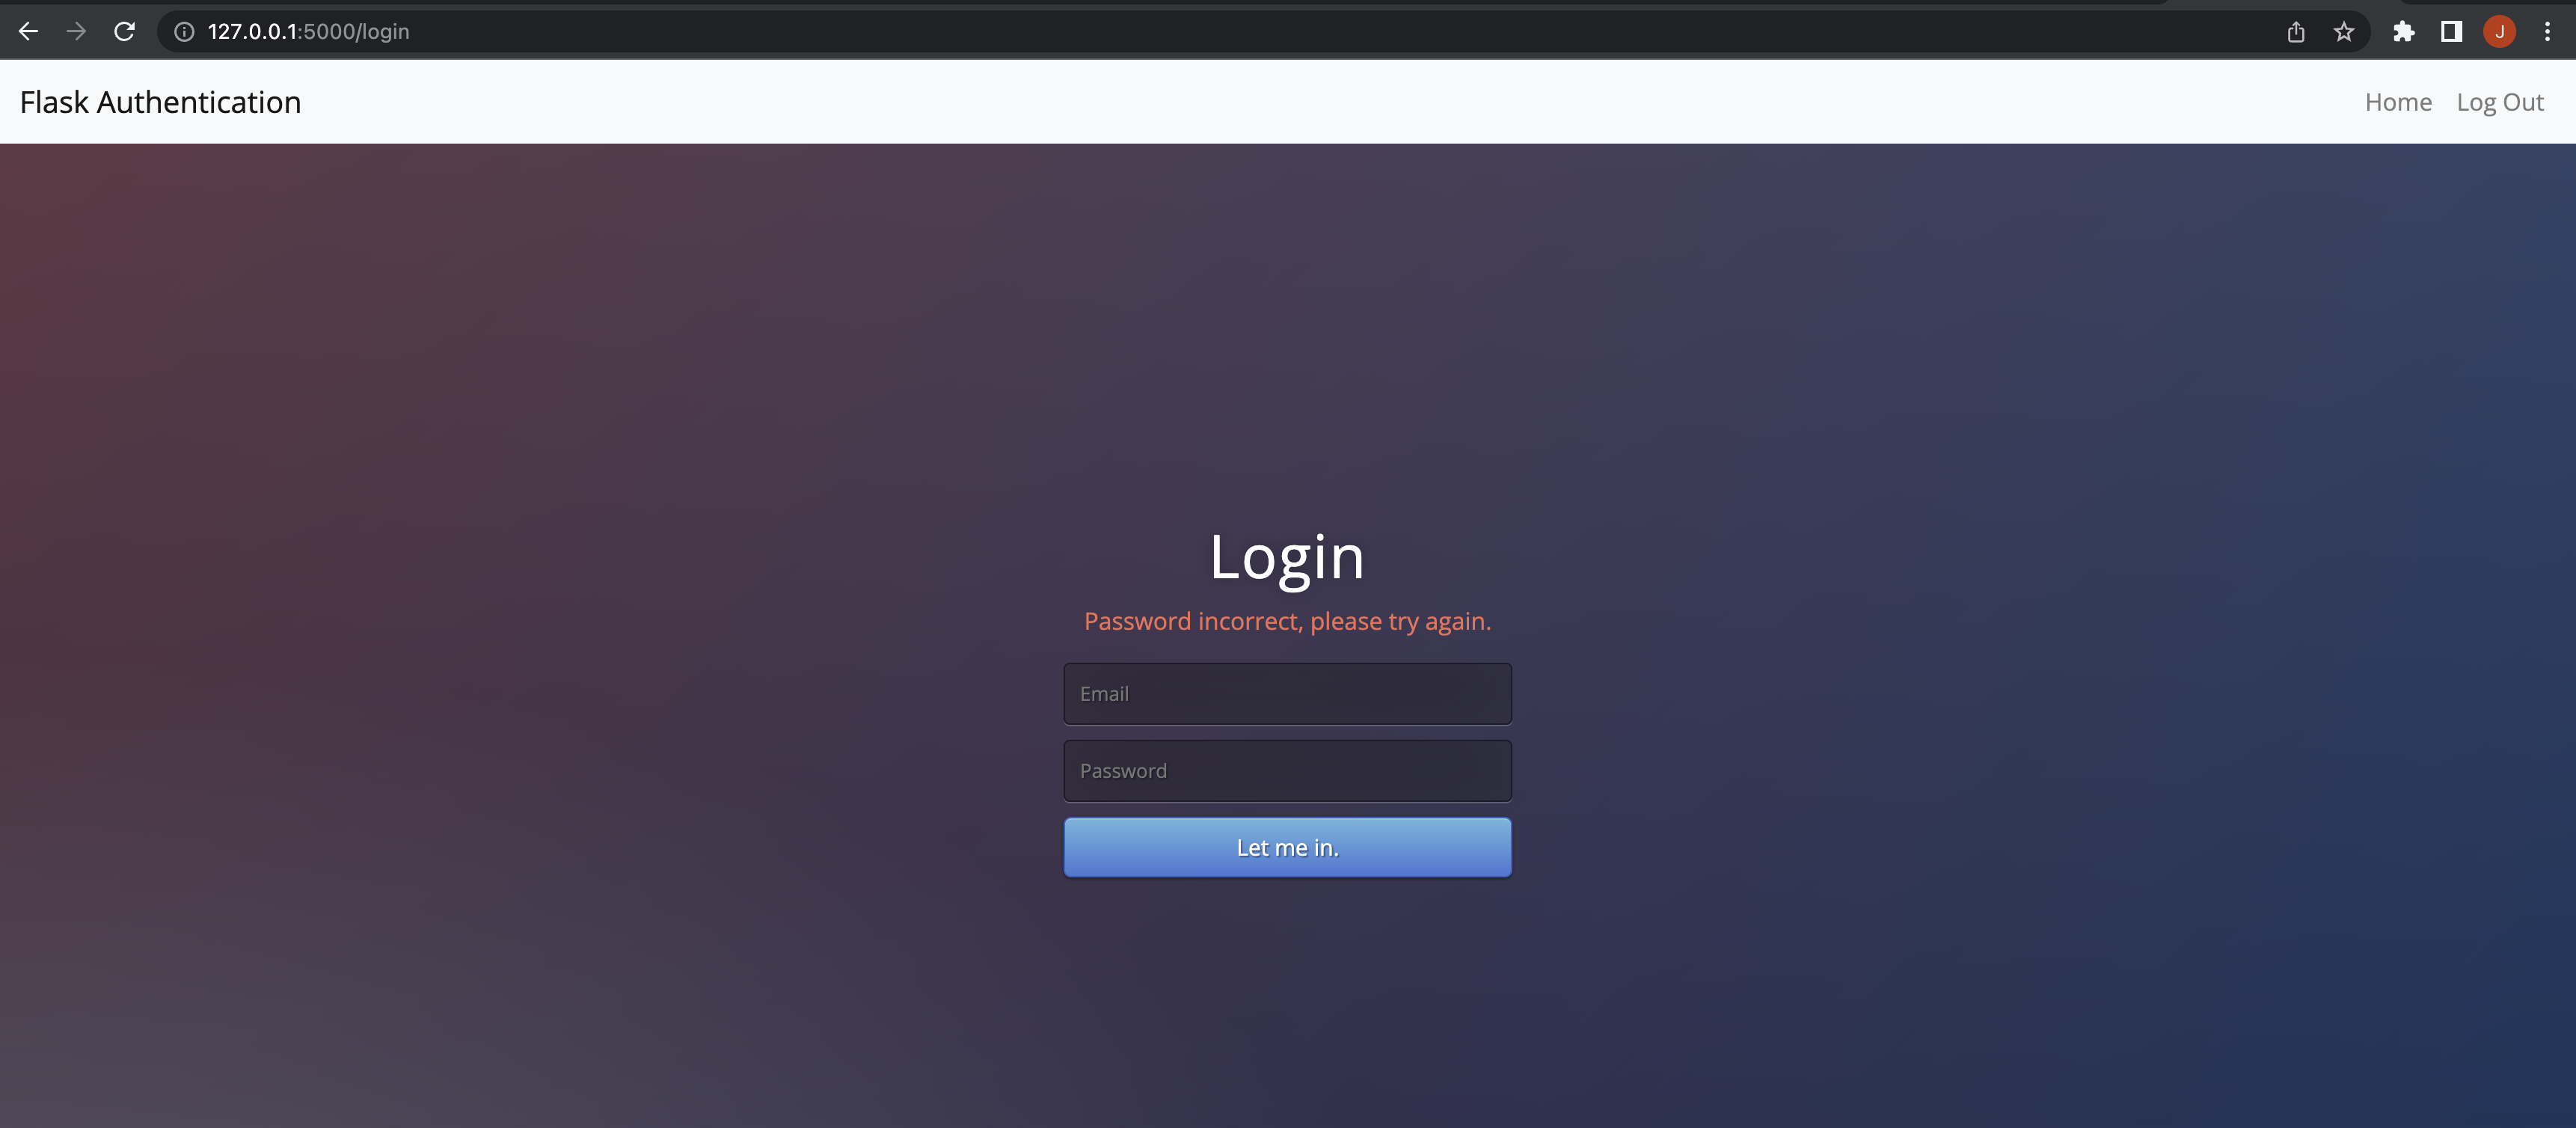 127.0.0.1:5000/login
J
Flask Authentication
Home Log Out
Login
Password incorrect, please try again.
Email
Password
Let me in.